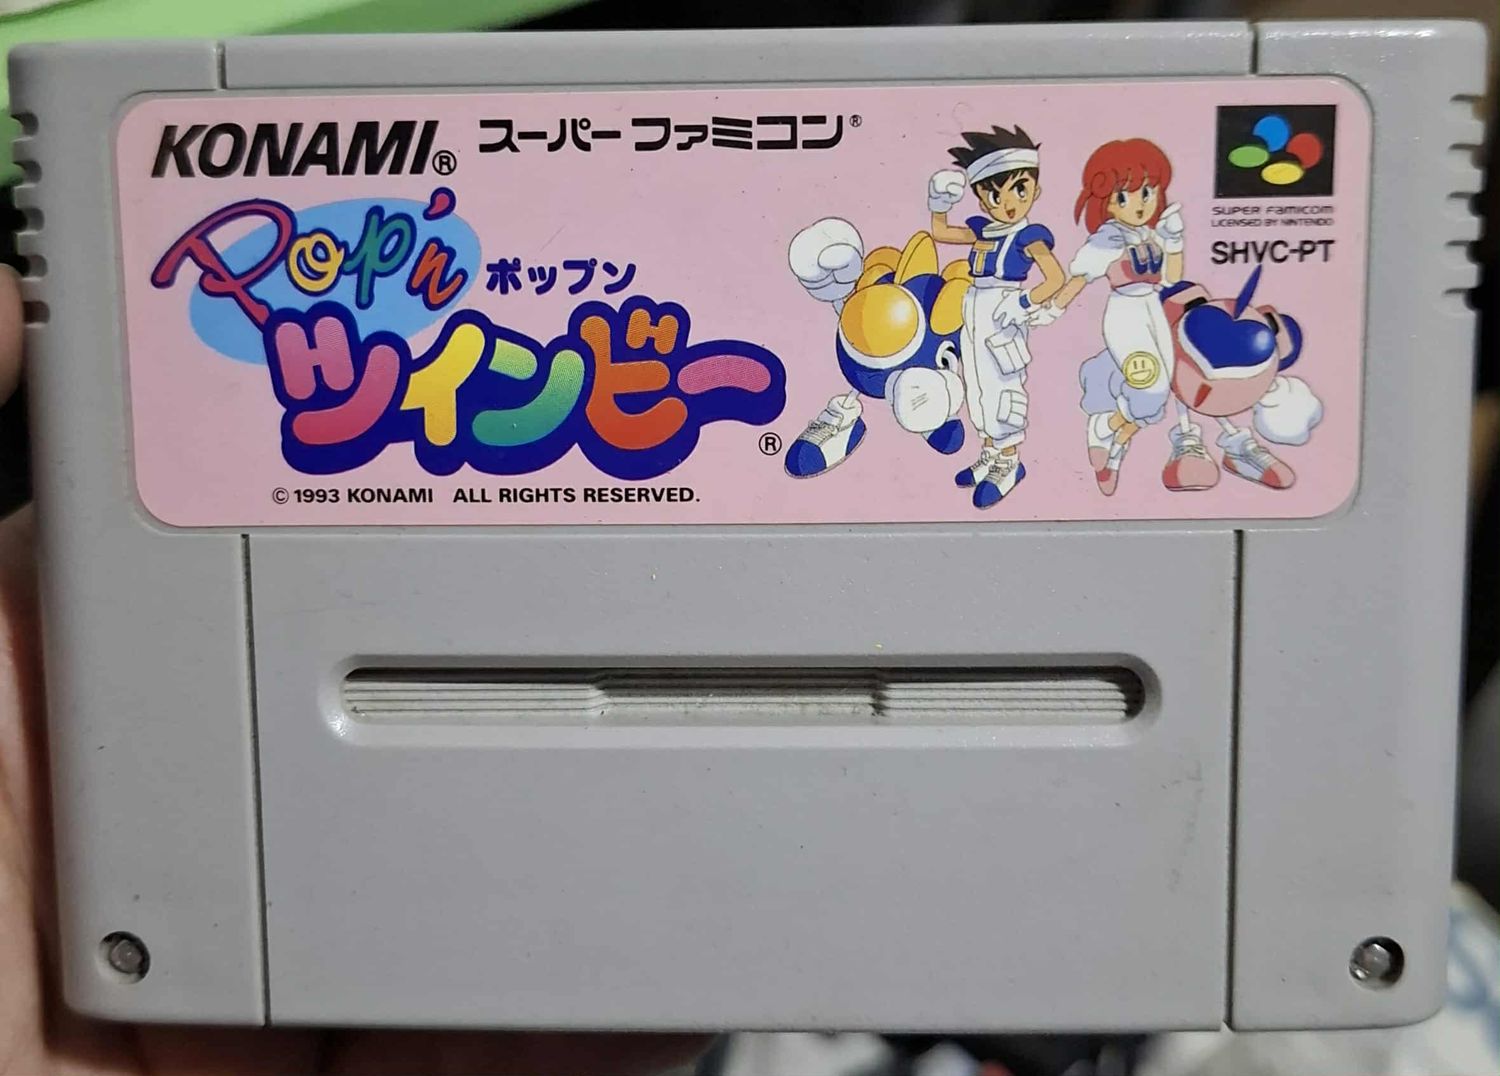 KONAMI® スーパーファミコン®
Pop'n ポップン
ツインビー®
© 1993 KONAMI ALL RIGHTS RESERVED.
SUPER FAMICOM
LICENSED BY NINTENDO
SHVC-PT
T
W